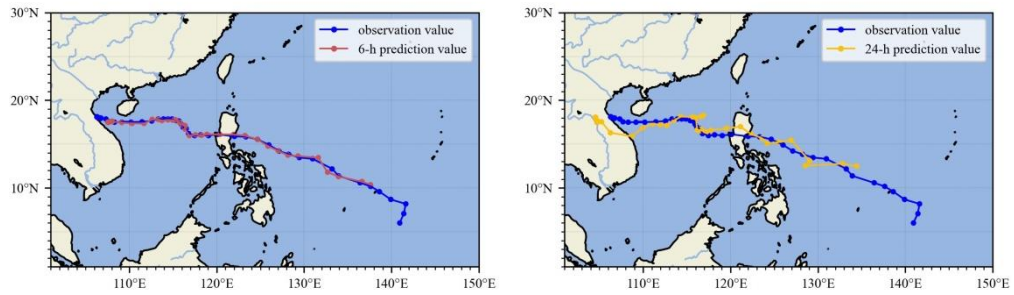 30°N
20°N
10°N
110°E 120°E 130°E 140°E 150°E
observation value
6-h prediction value
30°N
20°N
10°N
110°E 120°E 130°E 140°E 150°E
observation value
24-h prediction value